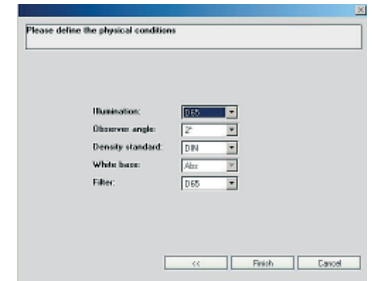 Please define the physical conditions
Illumination: D65
Observer angle: 2°
Density standard: DIN
White base: Abs
Filter: D65
<< Finish Cancel